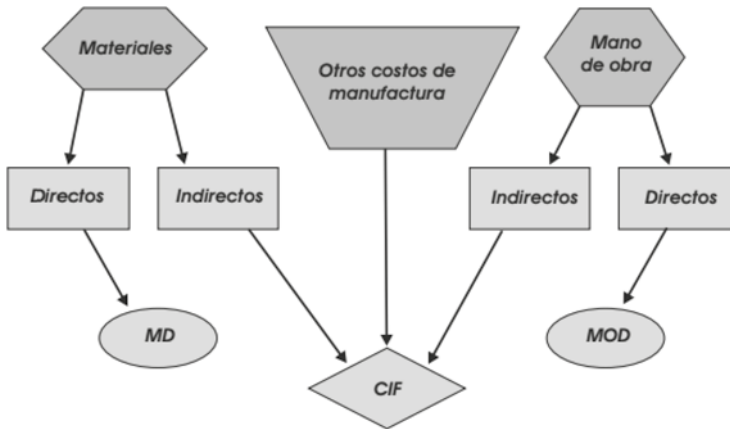 Materiales
Otros costos de
manufactura
Mano
de obra
Directos
Indirectos
Indirectos
Directos
MD
MOD
CIF